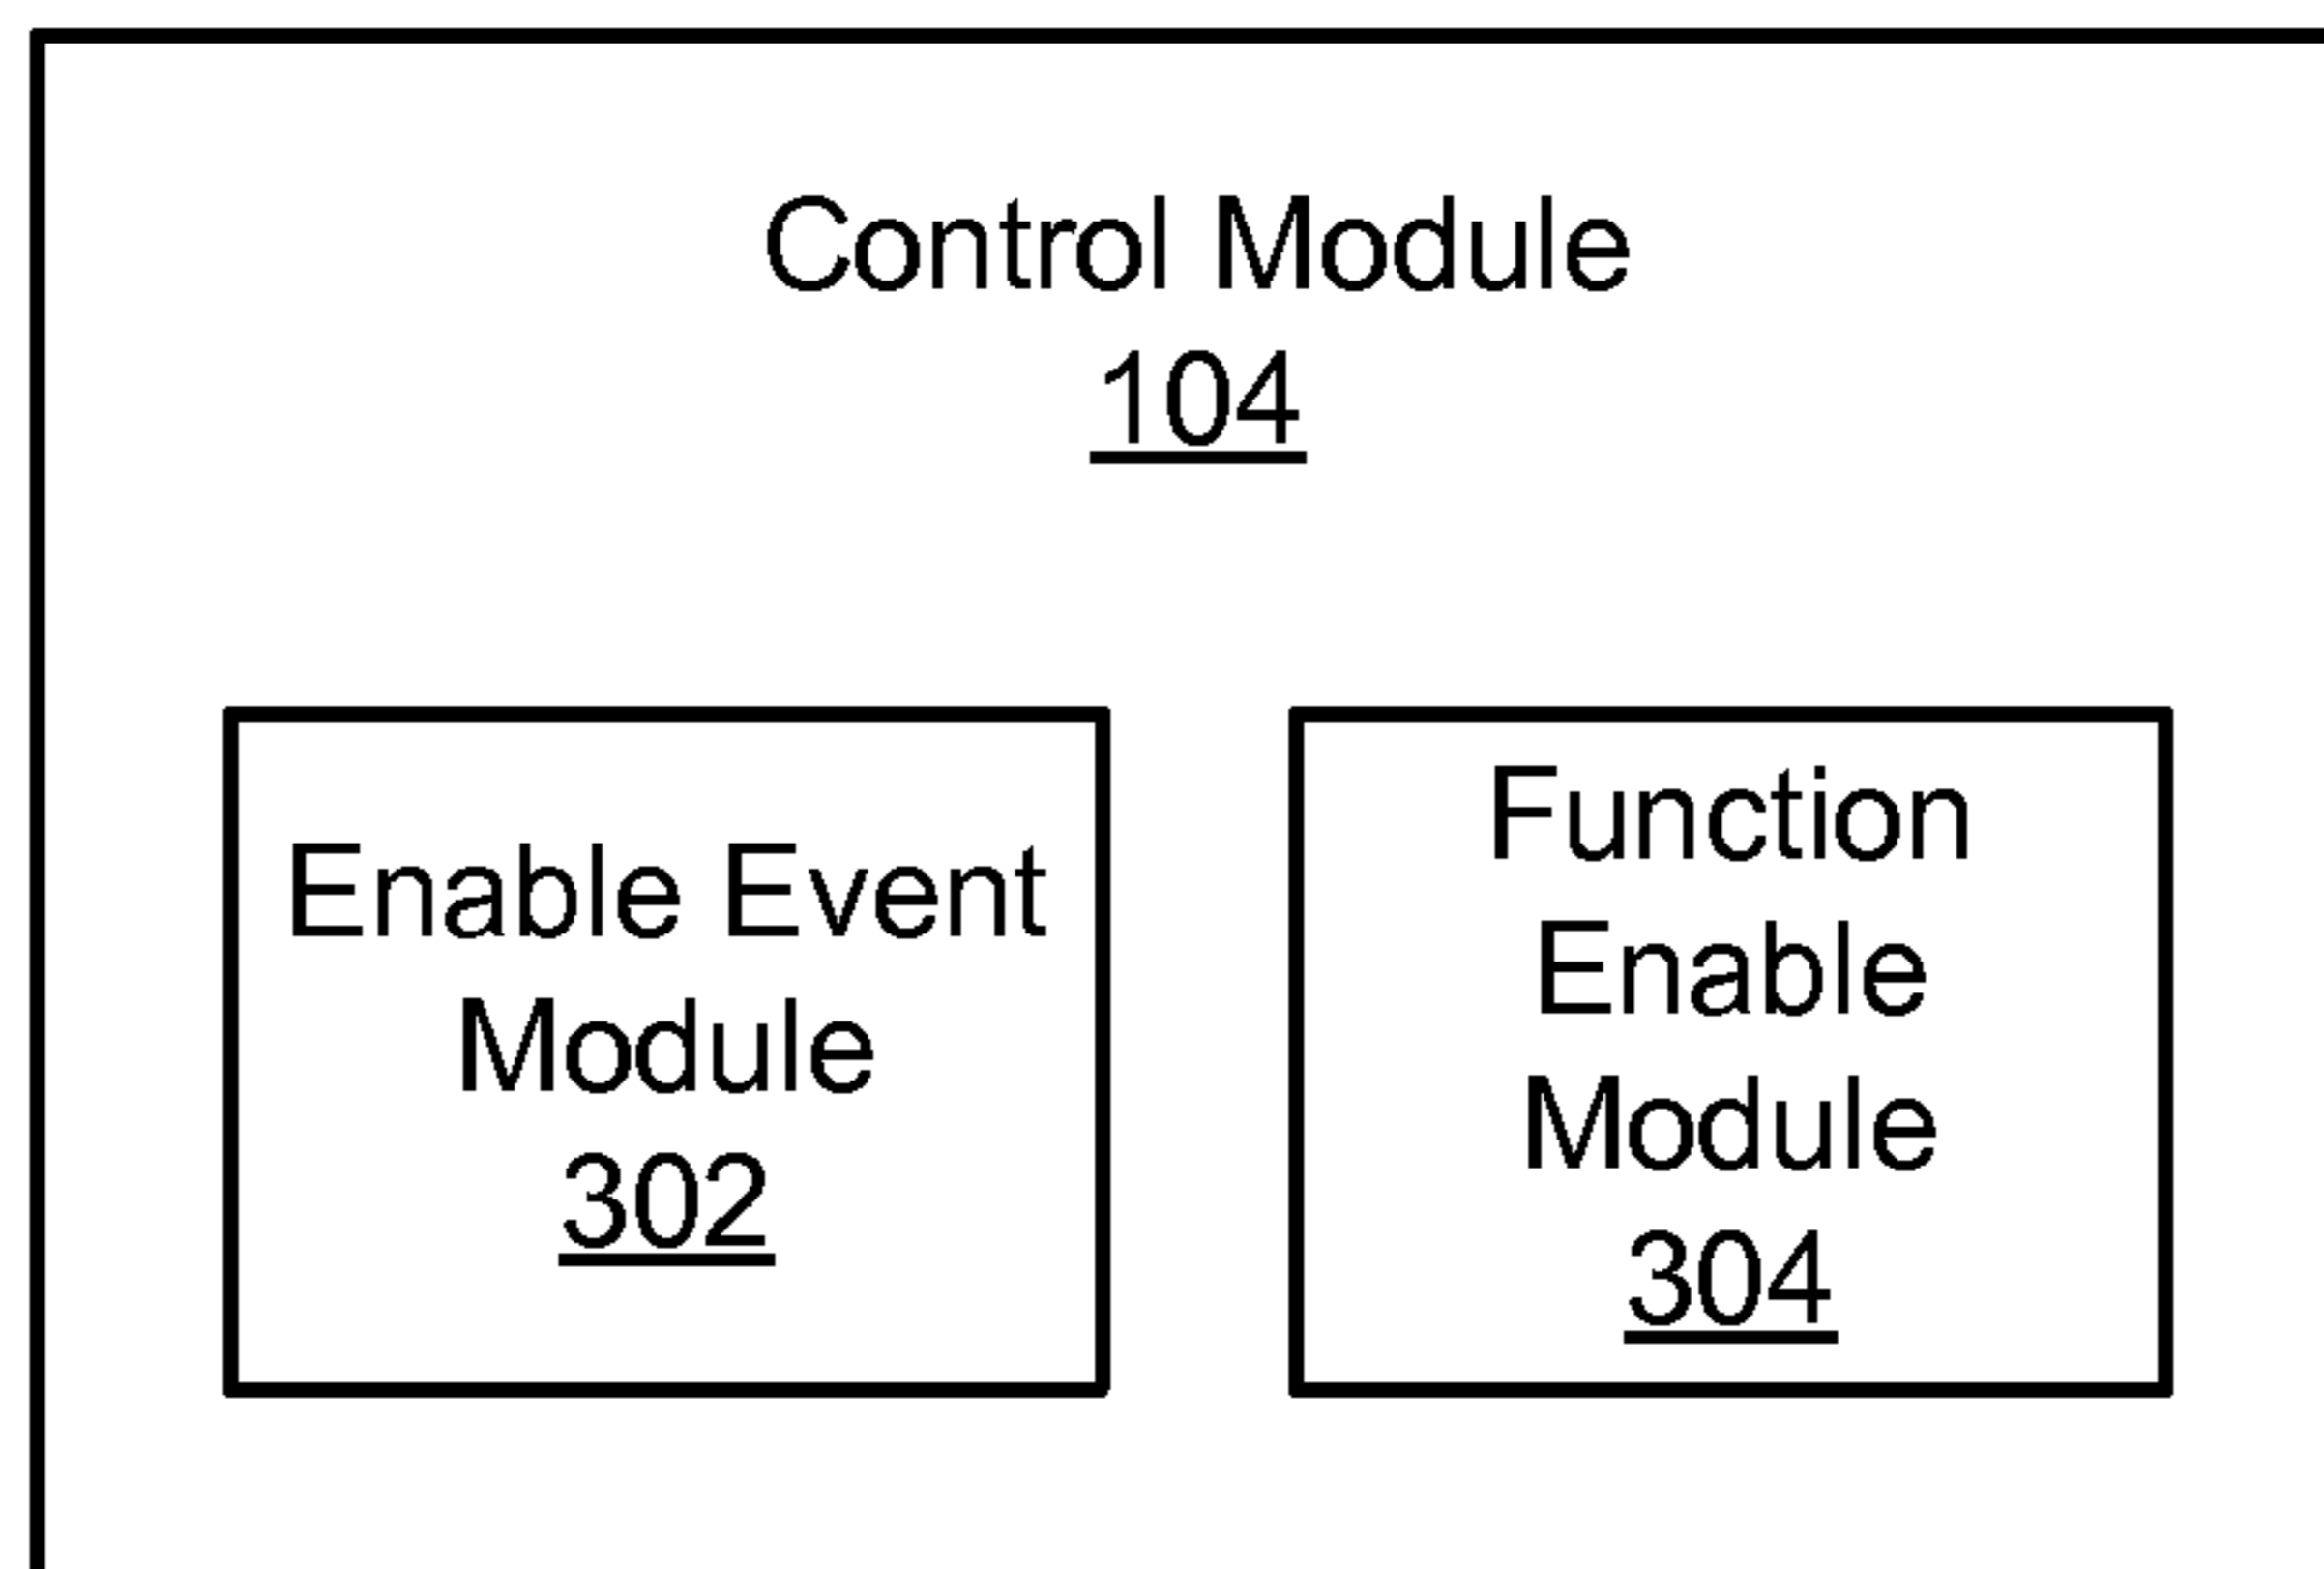 Control Module
104
Enable Event
Module
302
Function
Enable
Module
304